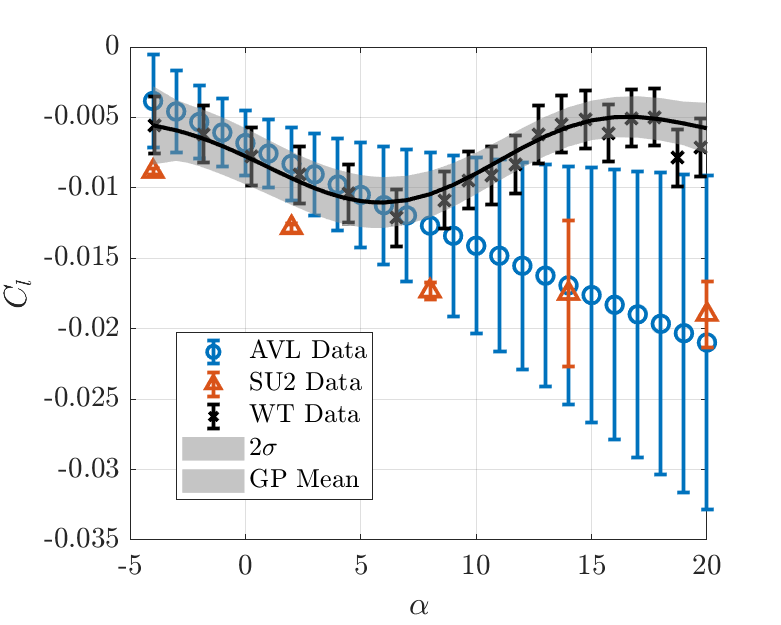 0
-0.005
-0.01
-0.015
-0.02
-0.025
-0.03
-0.035
C_l
AVL Data
SU2 Data
WT Data
2σ
GP Mean
-5 0 5 10 15 20
α